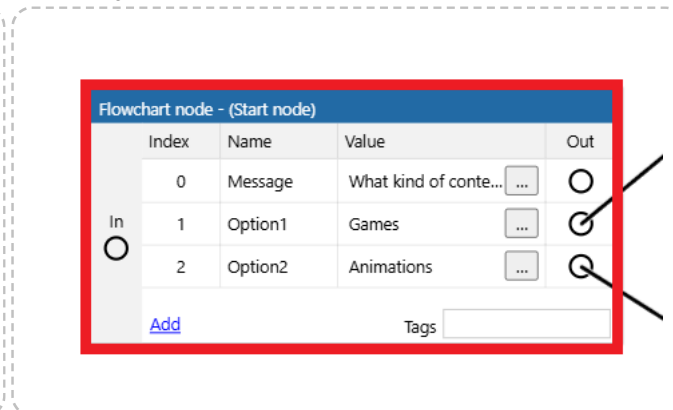 Flowchart node - (Start node)
Index Name Value Out
0 Message What kind of conte... ...
In
1 Option1 Games ...
2 Option2 Animations ...
Add Tags